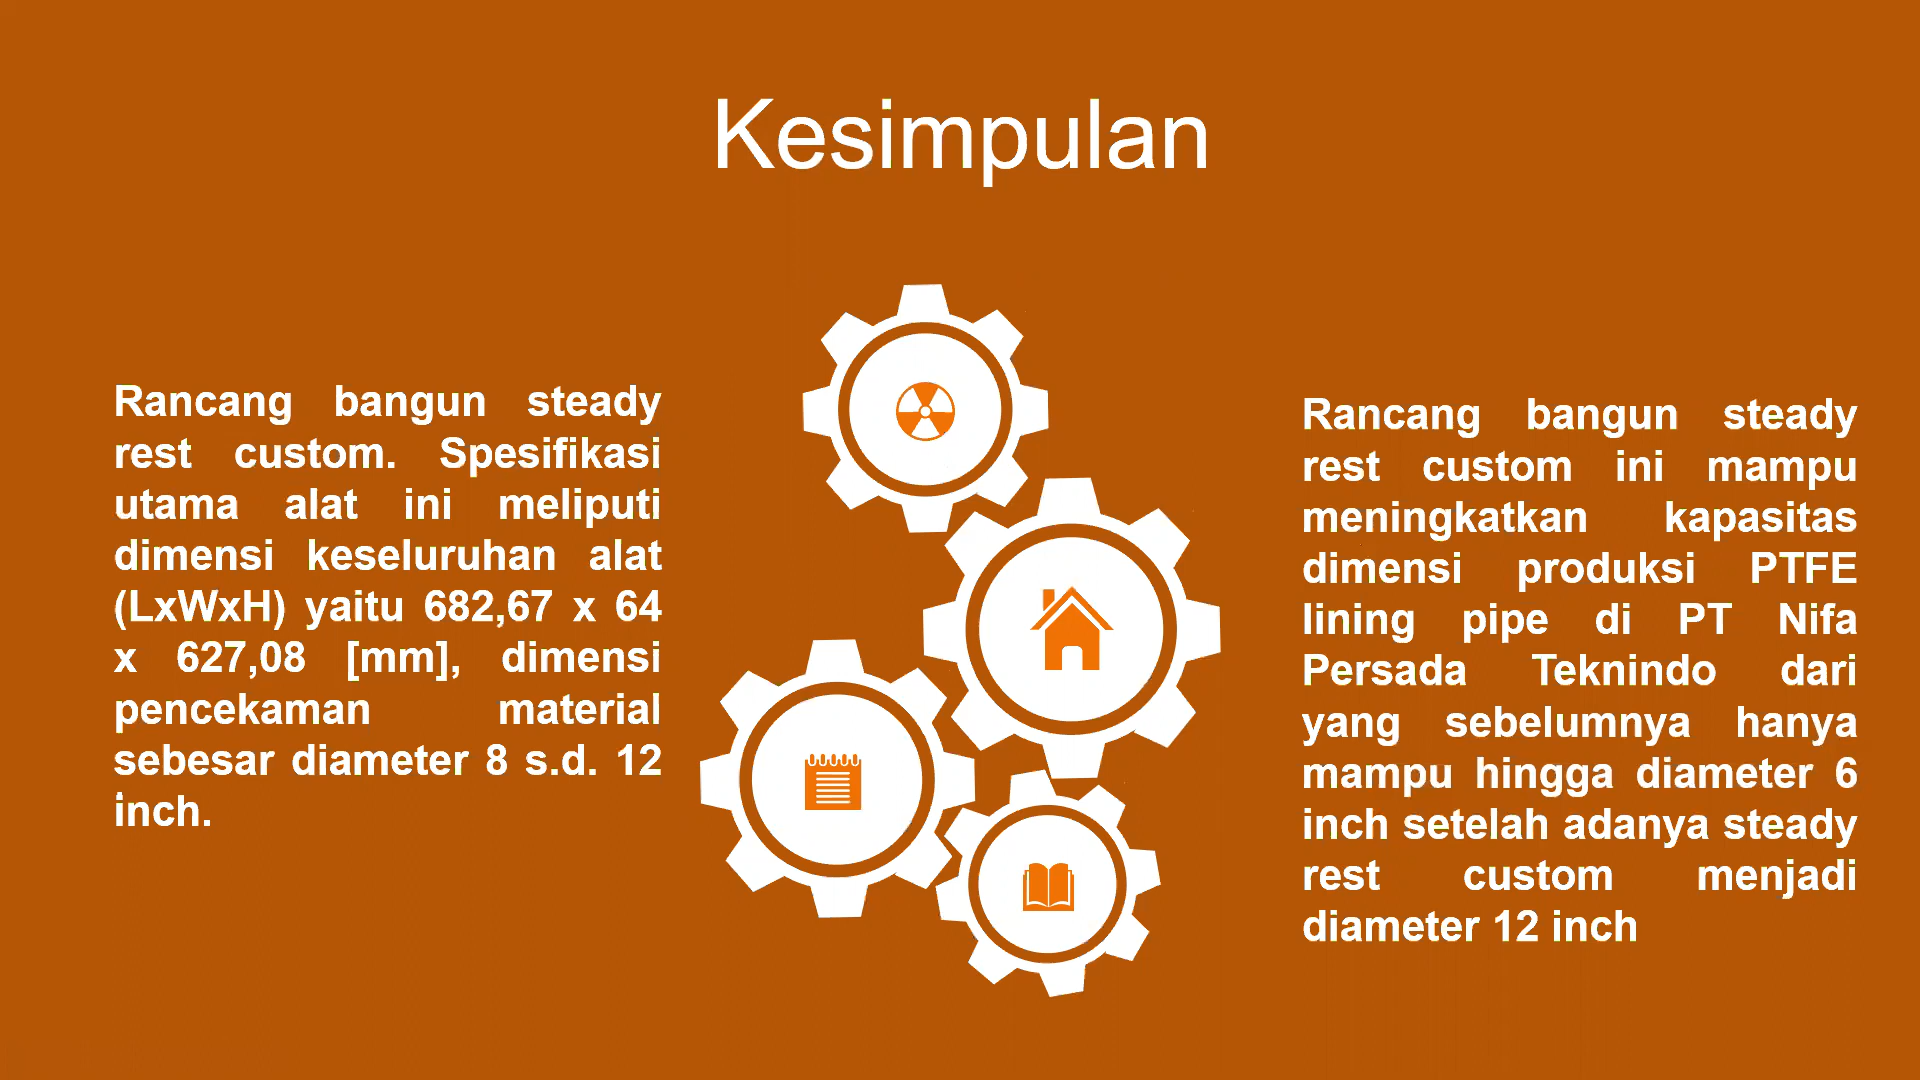 Kesimpulan
Rancang bangun steady
rest custom. Spesifikasi
utama alat ini meliputi
dimensi keseluruhan alat
(LxWxH) yaitu 682,67 x 64
x 627,08 [mm], dimensi
pencekaman material
sebesar diameter 8 s.d. 12
inch.
Rancang bangun steady
rest custom ini mampu
meningkatkan kapasitas
dimensi produksi PTFE
lining pipe di PT Nifa
Persada Teknindo dari
yang sebelumnya hanya
mampu hingga diameter 6
inch setelah adanya steady
rest custom menjadi
diameter 12 inch